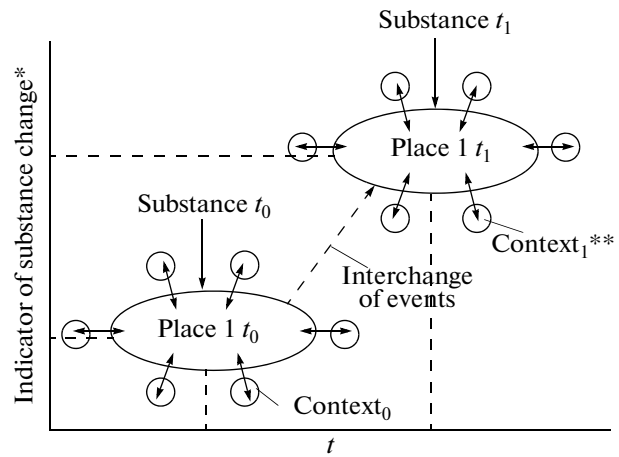 Substance t₁
Indicator of substance change*
Place 1 t₁
Substance t₀
Context₁**
Interchange
of events
Place 1 t₀
Context₀
t